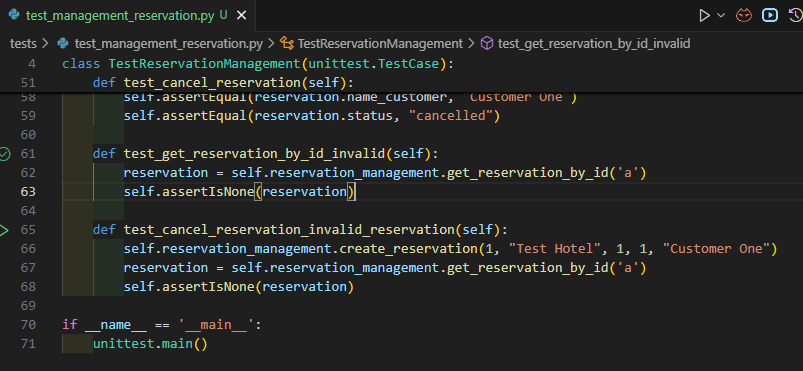 test_management_reservation.py U
tests > test_management_reservation.py > TestReservationManagement > test_get_reservation_by_id_invalid
4 class TestReservationManagement(unittest.TestCase):
51 def test_cancel_reservation(self):
58 self.assertEqual(reservation.name_customer, "Customer One")
59 self.assertEqual(reservation.status, "cancelled")
60
61 def test_get_reservation_by_id_invalid(self):
62 reservation = self.reservation_management.get_reservation_by_id('a')
63 self.assertIsNone(reservation)
64
65 def test_cancel_reservation_invalid_reservation(self):
66 self.reservation_management.create_reservation(1, "Test Hotel", 1, 1, "Customer One")
67 reservation = self.reservation_management.get_reservation_by_id('a')
68 self.assertIsNone(reservation)
69
70 if __name__ == '__main__':
71 unittest.main()